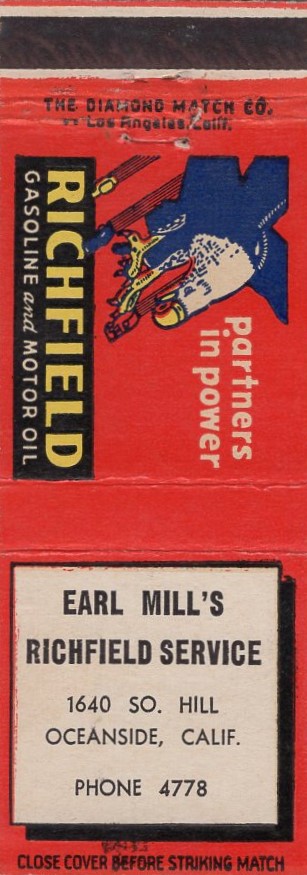 THE DIAMOND MATCH CO.
Los Angeles, Calif.
RICHFIELD
GASOLINE and MOTOR OIL
partners
in power
EARL MILL'S
RICHFIELD SERVICE
1640 SO. HILL
OCEANSIDE, CALIF.
PHONE 4778
CLOSE COVER BEFORE STRIKING MATCH